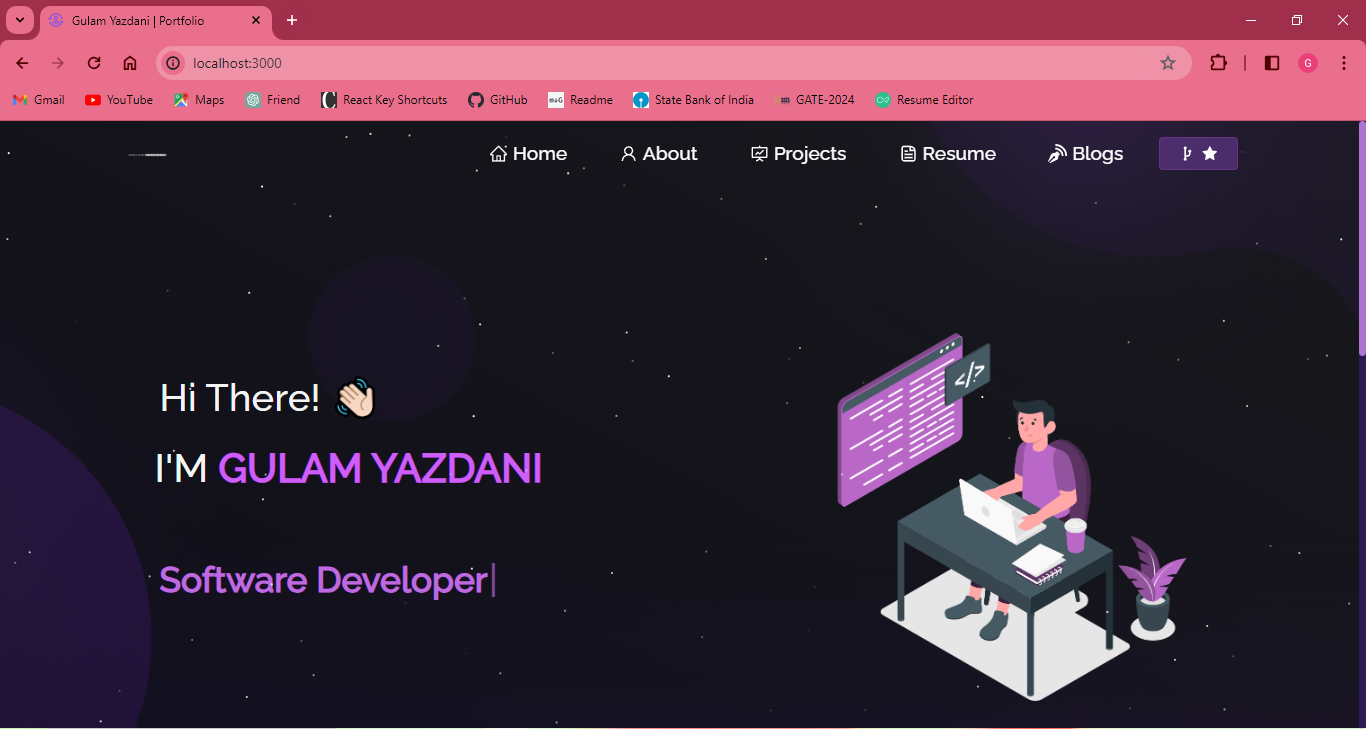 Gulam Yazdani | Portfolio
localhost:3000
G
Gmail YouTube Maps Friend React Key Shortcuts GitHub Readme State Bank of India GATE-2024 Resume Editor
Home About Projects Resume Blogs
Hi There! 👋🏻
I'M GULAM YAZDANI
Software Developer|
</?>